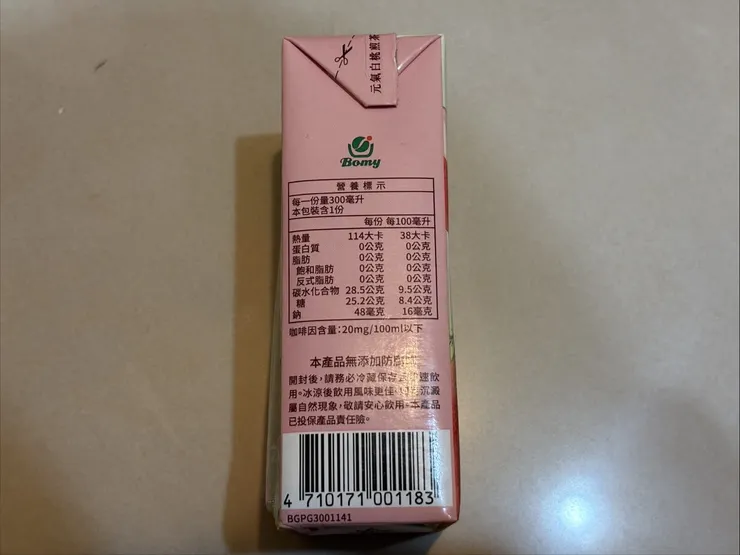 元氣白桃煎茶
Bomy
營養標示
每一份量300毫升
本包裝含1份
每份 每100毫升
熱量 114大卡 38大卡
蛋白質 0公克 0公克
脂肪 0公克 0公克
飽和脂肪 0公克 0公克
反式脂肪 0公克 0公克
碳水化合物 28.5公克 9.5公克
糖 25.2公克 8.4公克
鈉 48毫克 16毫克
咖啡因含量:20mg/100ml以下
本產品無添加防腐
開封後,請務必冷藏保存 速飲
用。冰涼後飲用風味更佳 沉澱
屬自然現象,敬請安心飲用。本產品
已投保產品責任險。
4 710171 001183
BGPG3001141